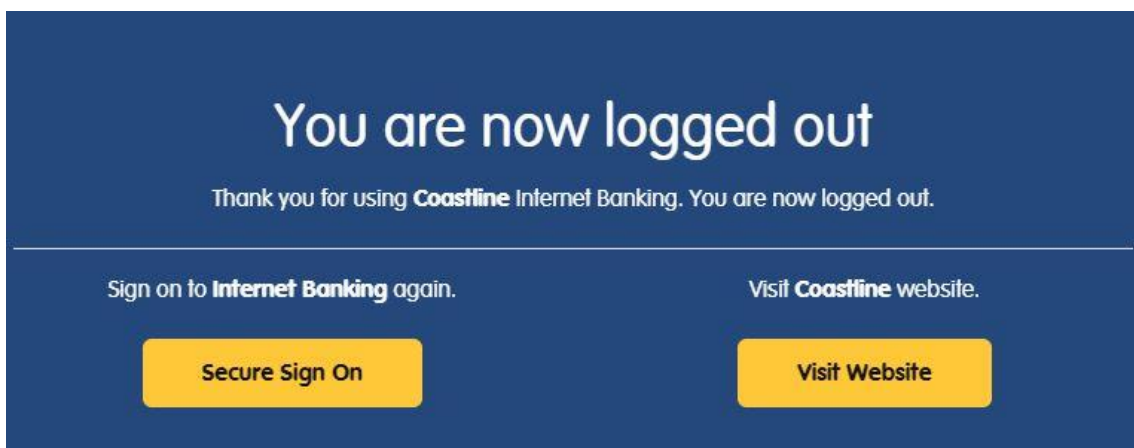 You are now logged out
Thank you for using Coastline Internet Banking. You are now logged out.
Sign on to Internet Banking again.
Secure Sign On
Visit Coastline website.
Visit Website